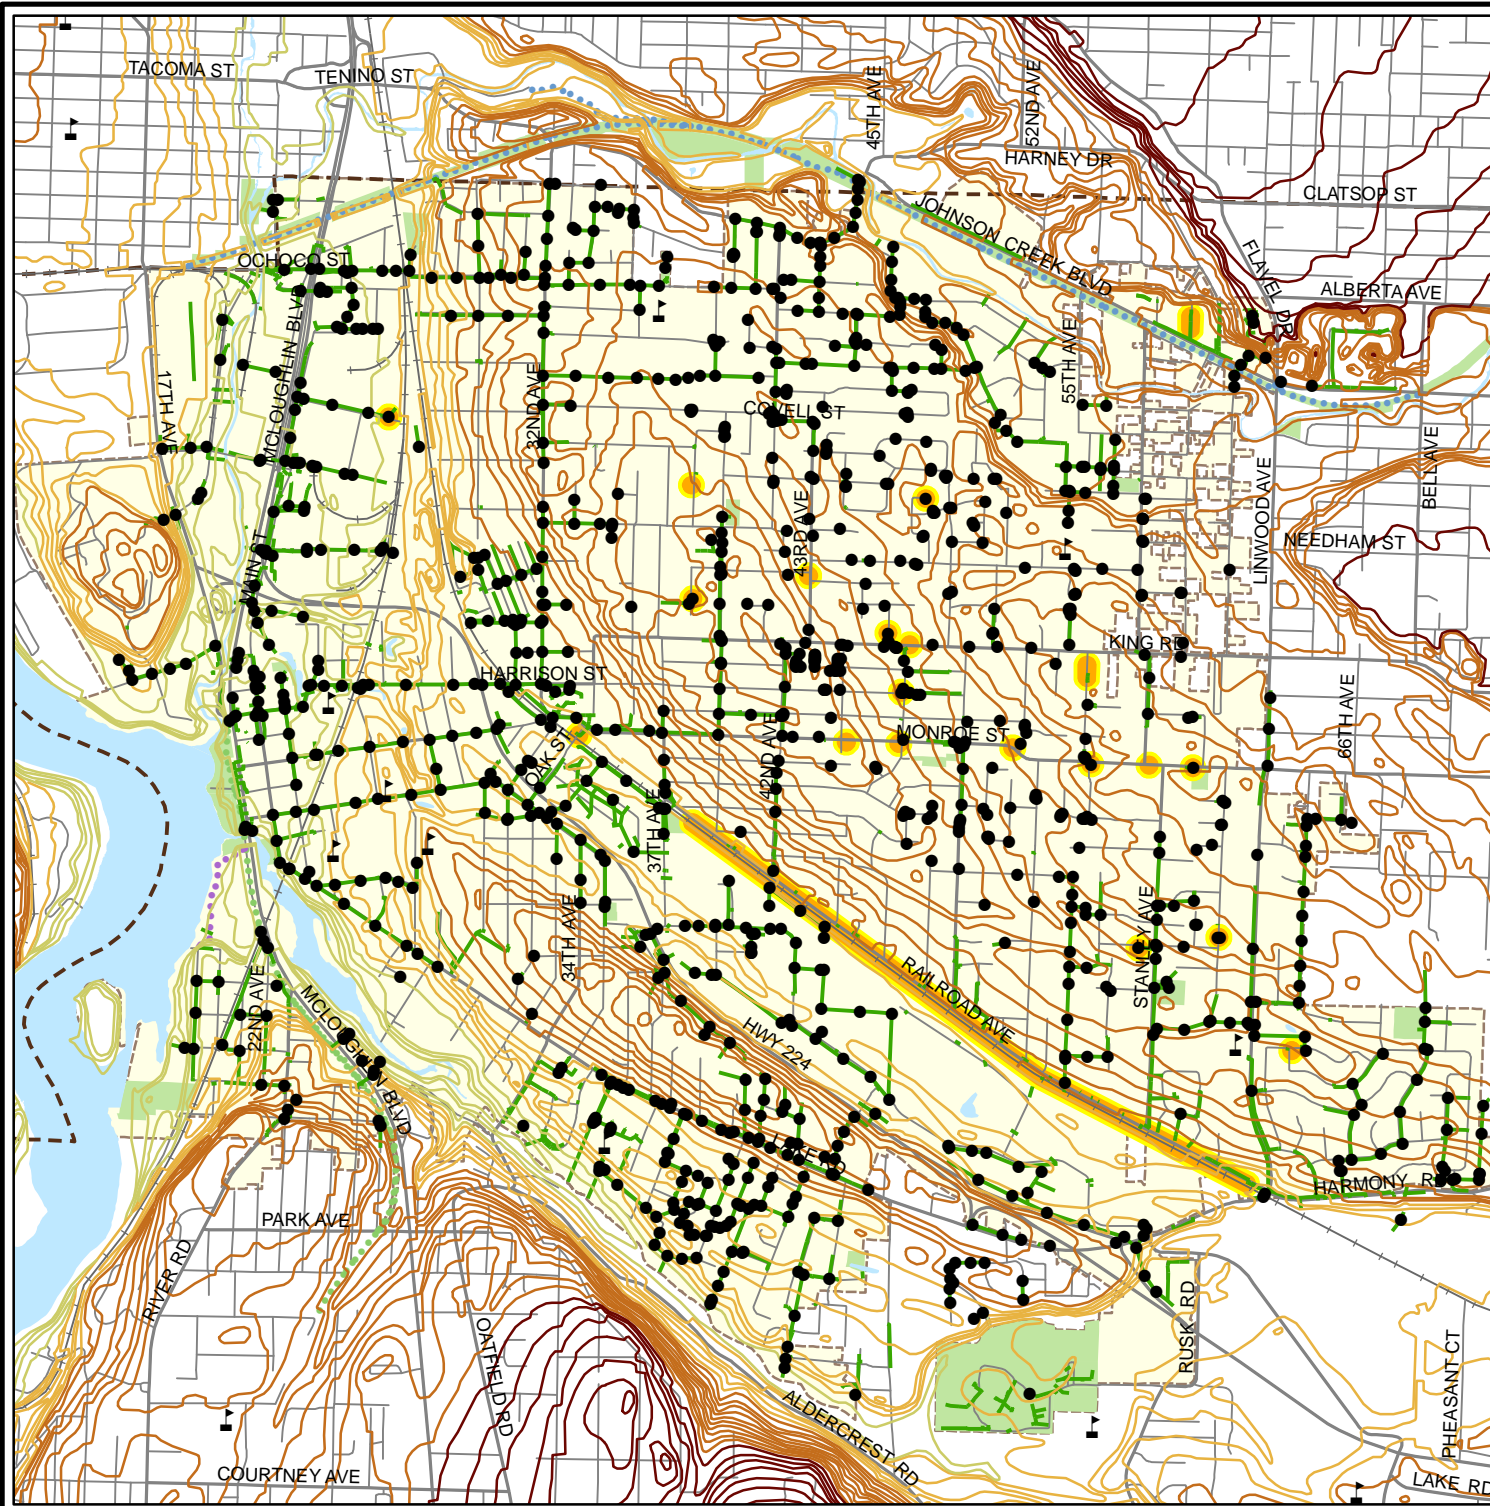 TACOMA ST
TENINO ST
45TH AVE
52ND AVE
HARNEY DR
CLATSOP ST
JOHNSON CREEK BLVD
FLAVEL DR
OCHOCO ST
ALBERTA AVE
MCLOUGHLIN BLVD
17TH AVE
32ND AVE
55TH AVE
COVELL ST
BELL AVE
LINWOOD AVE
43RD AVE
NEEDHAM ST
MAIN ST
KING RD
HARRISON ST
66TH AVE
MONROE ST
42ND AVE
OAK ST
37TH AVE
34TH AVE
STANLEY AVE
RAILROAD AVE
22ND AVE
MCLOUGHLIN BLVD
HWY 224
LAKE RD
HARMONY RD
PARK AVE
RIVER RD
RUSK RD
OATFIELD RD
PHEASANT CT
ALDERCREST RD
COURTNEY AVE
LAKE RD